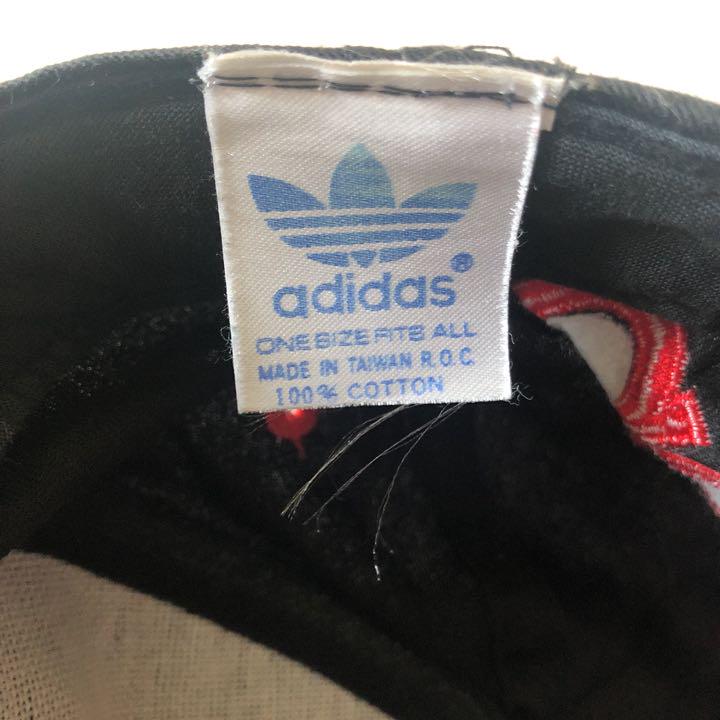 adidas®
ONE SIZE FITS ALL
MADE IN TAIWAN R.O.C.
100% COTTON